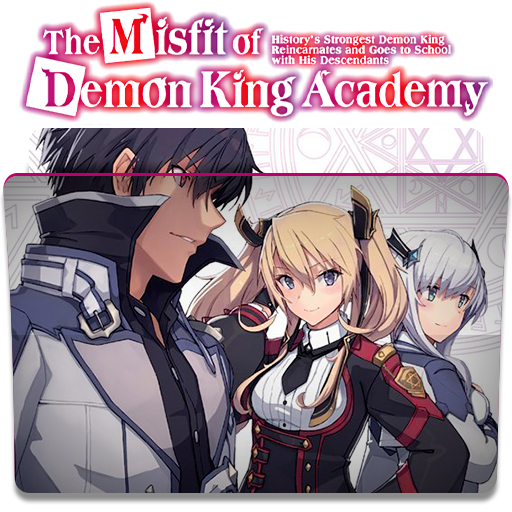 The Misfit of
History's Strongest Demon King
Reincarnates and Goes to School
with His Descendants
Demon King Academy